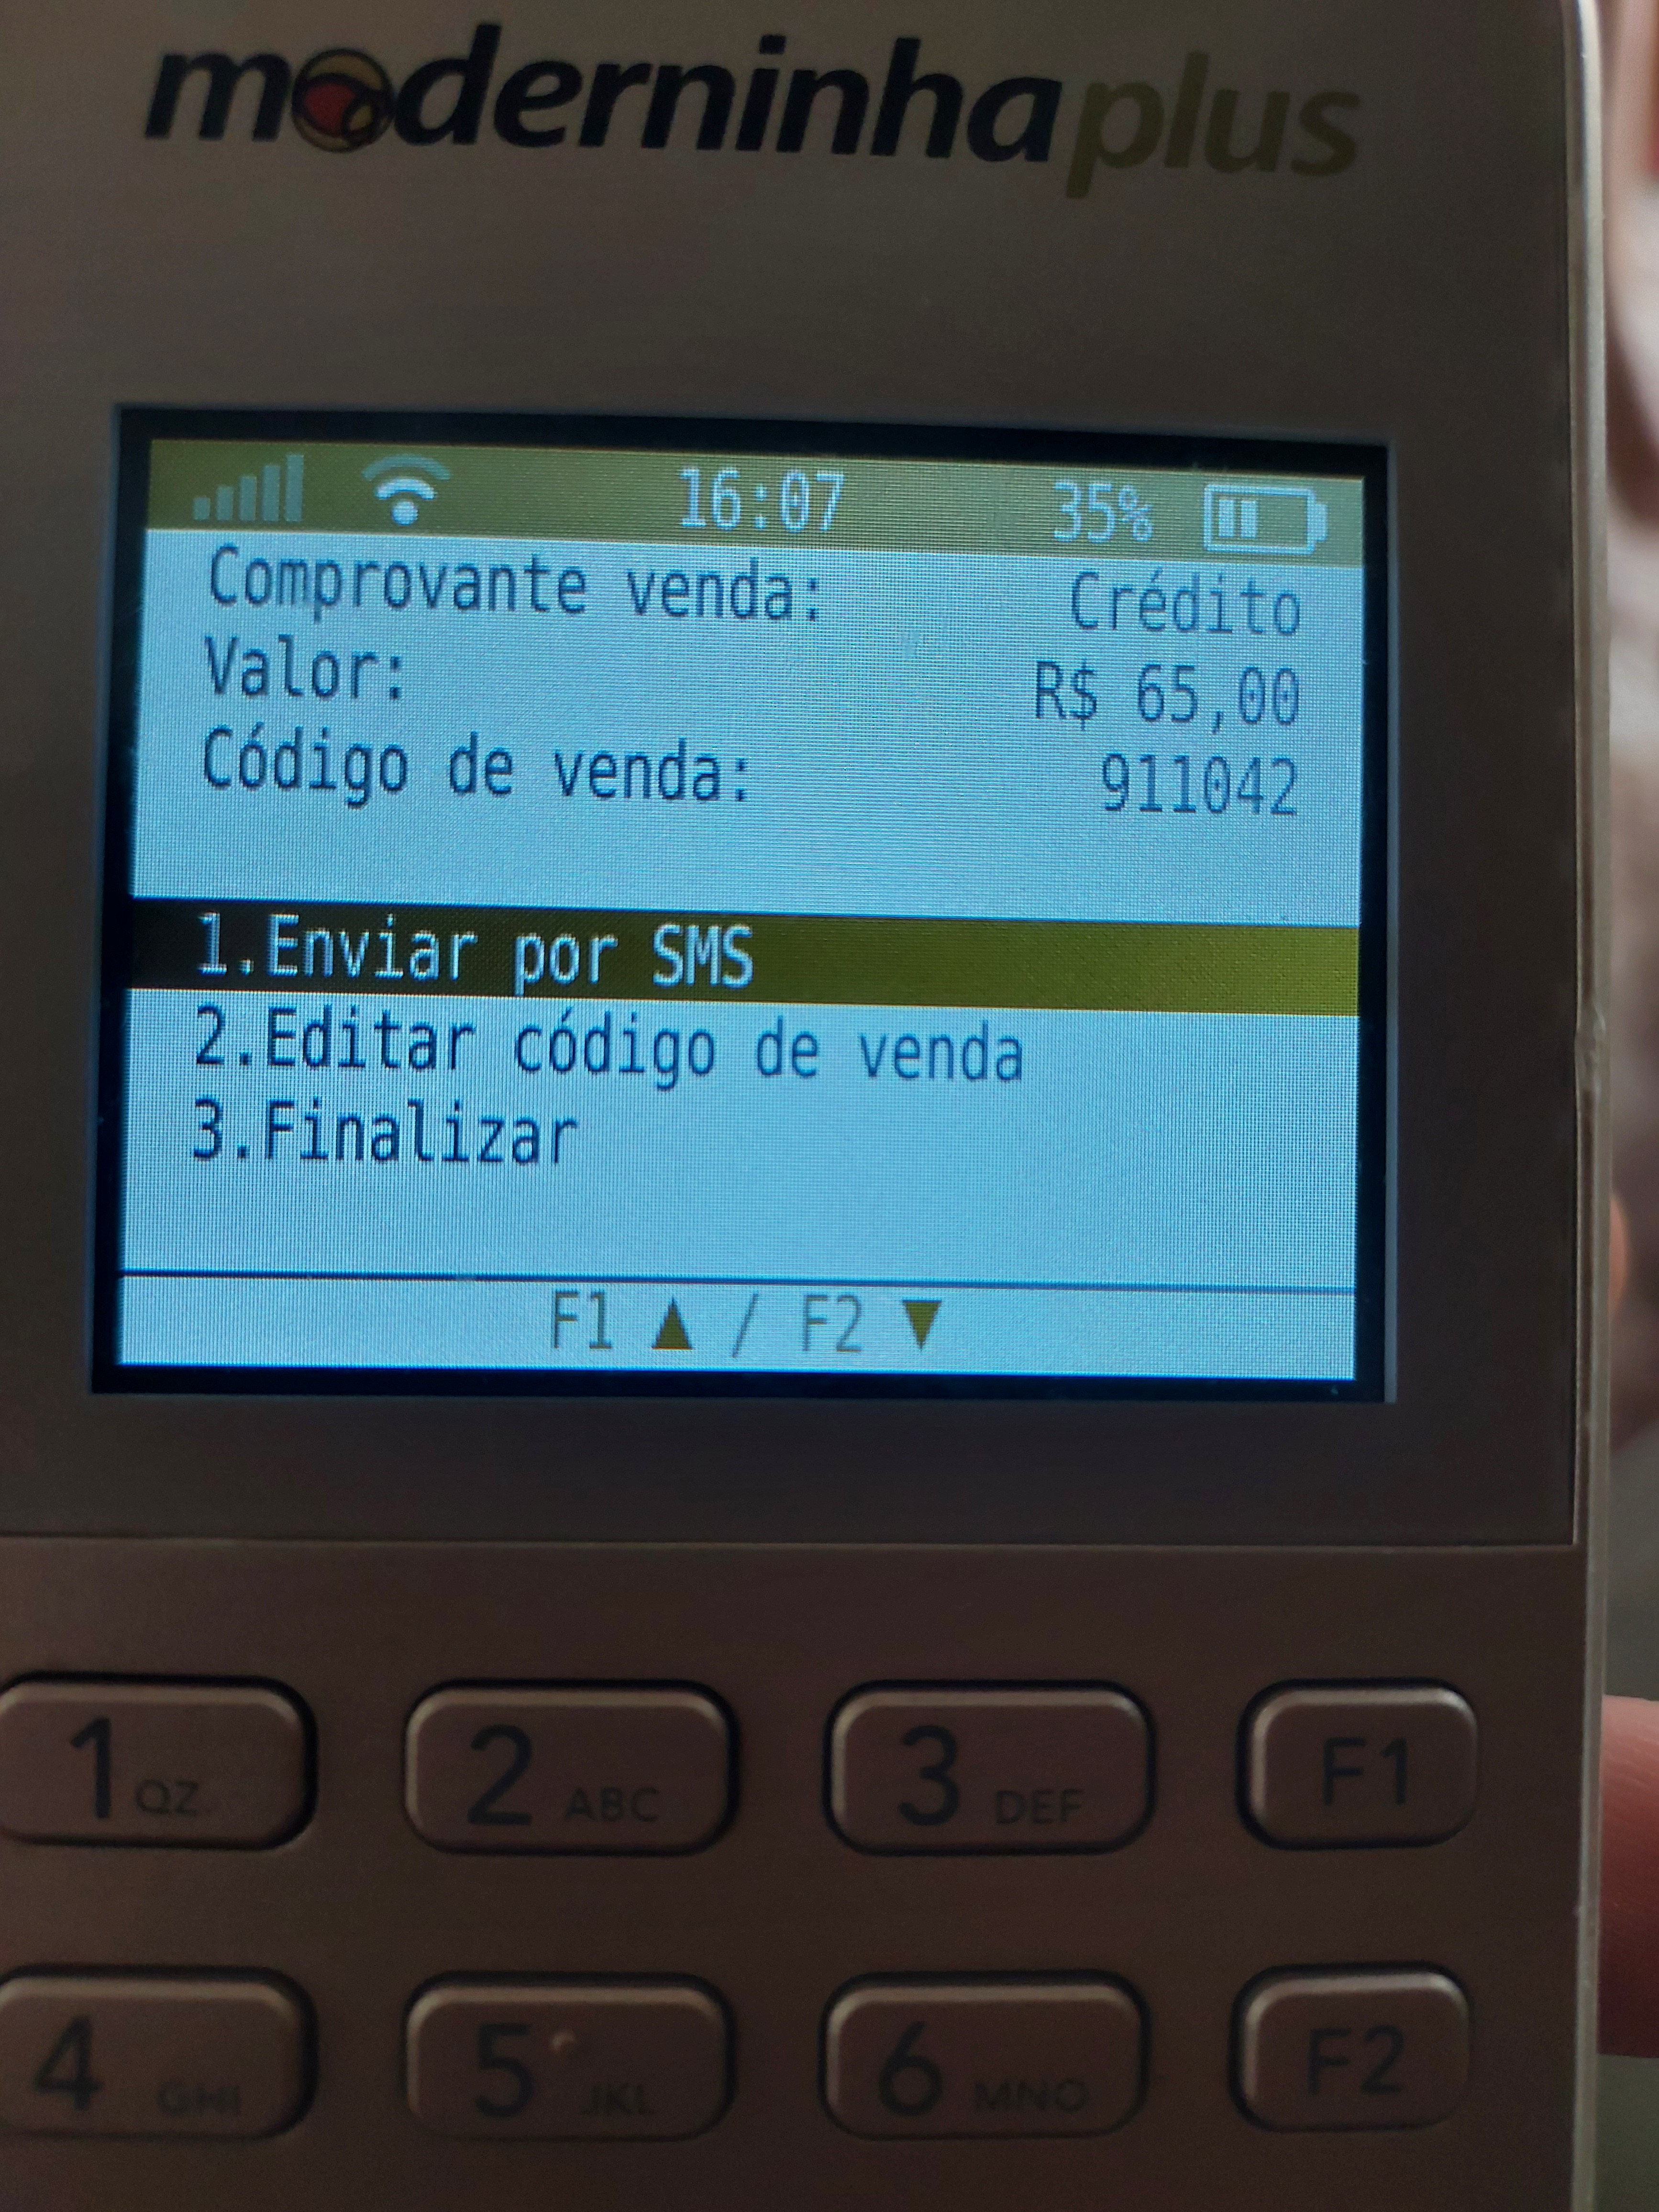 moderninha plus
16:07 35%
Comprovante venda: Crédito
Valor: R$ 65,00
Código de venda: 911042
1.Enviar por SMS
2.Editar código de venda
3.Finalizar
F1 ▲ / F2 ▼
1 QZ 2 ABC 3 DEF F1
4 GHI 5 JKL 6 MNO F2